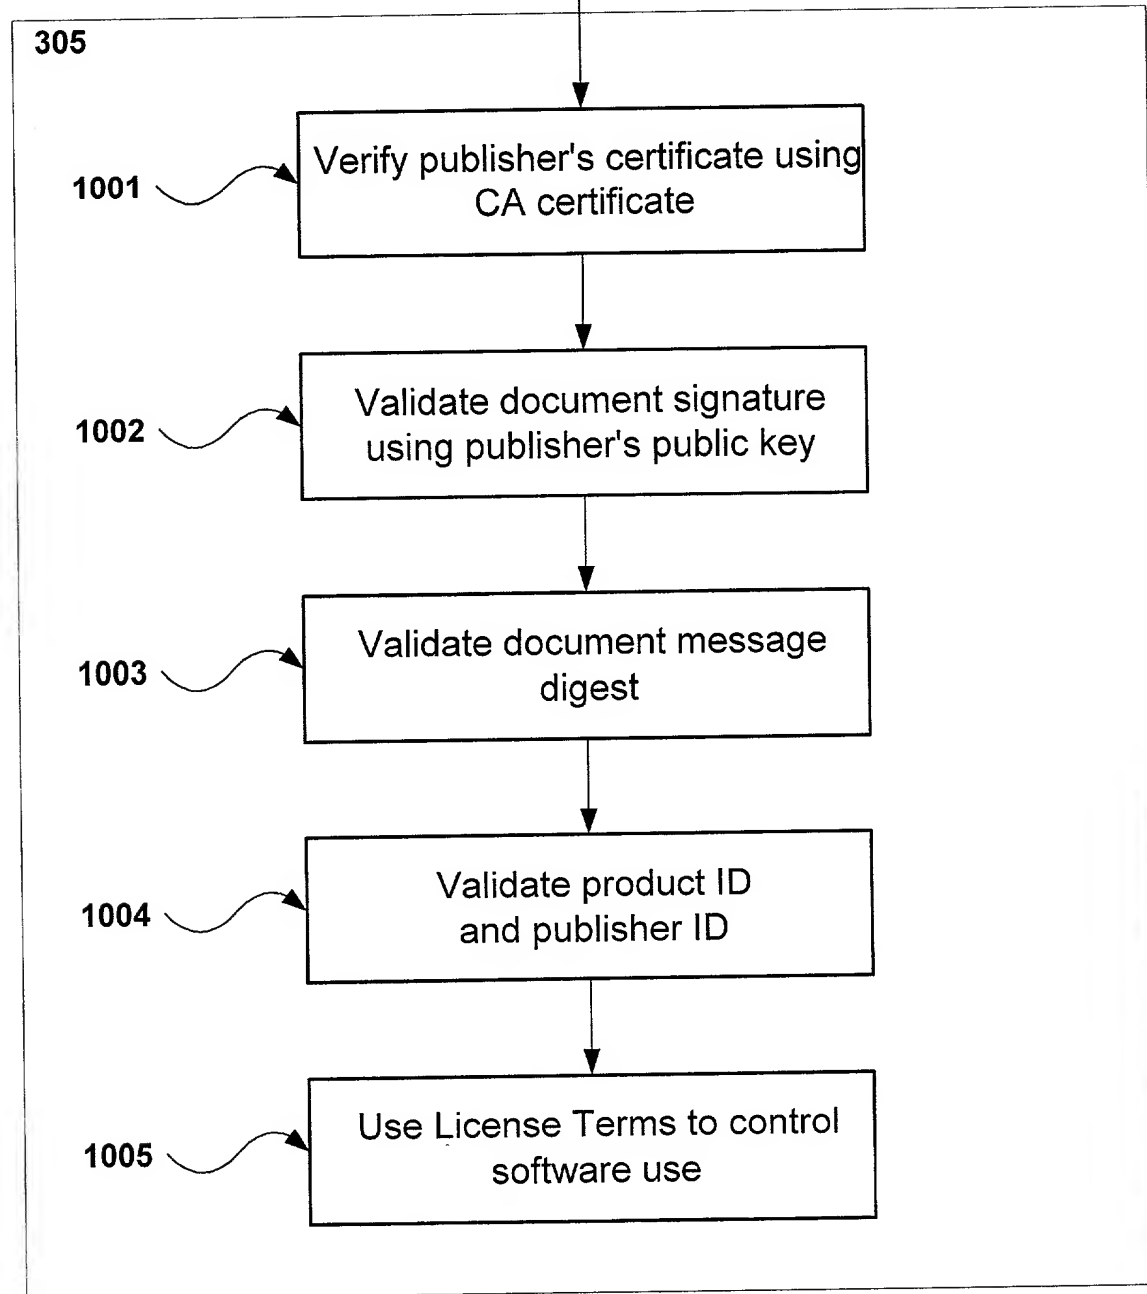 305
1001
Verify publisher's certificate using
CA certificate
1002
Validate document signature
using publisher's public key
1003
Validate document message
digest
1004
Validate product ID
and publisher ID
1005
Use License Terms to control
software use